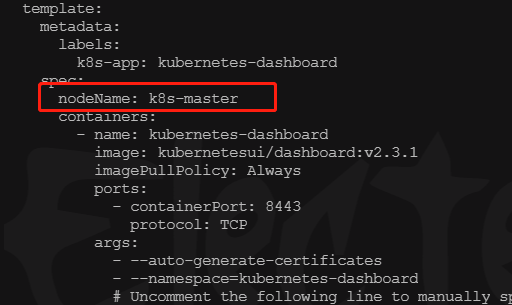 template:
metadata:
labels:
k8s-app: kubernetes-dashboard
spec:
nodeName: k8s-master
containers:
- name: kubernetes-dashboard
image: kubernetesui/dashboard:v2.3.1
imagePullPolicy: Always
ports:
- containerPort: 8443
protocol: TCP
args:
- --auto-generate-certificates
- --namespace=kubernetes-dashboard
# Uncomment the following line to manually sp